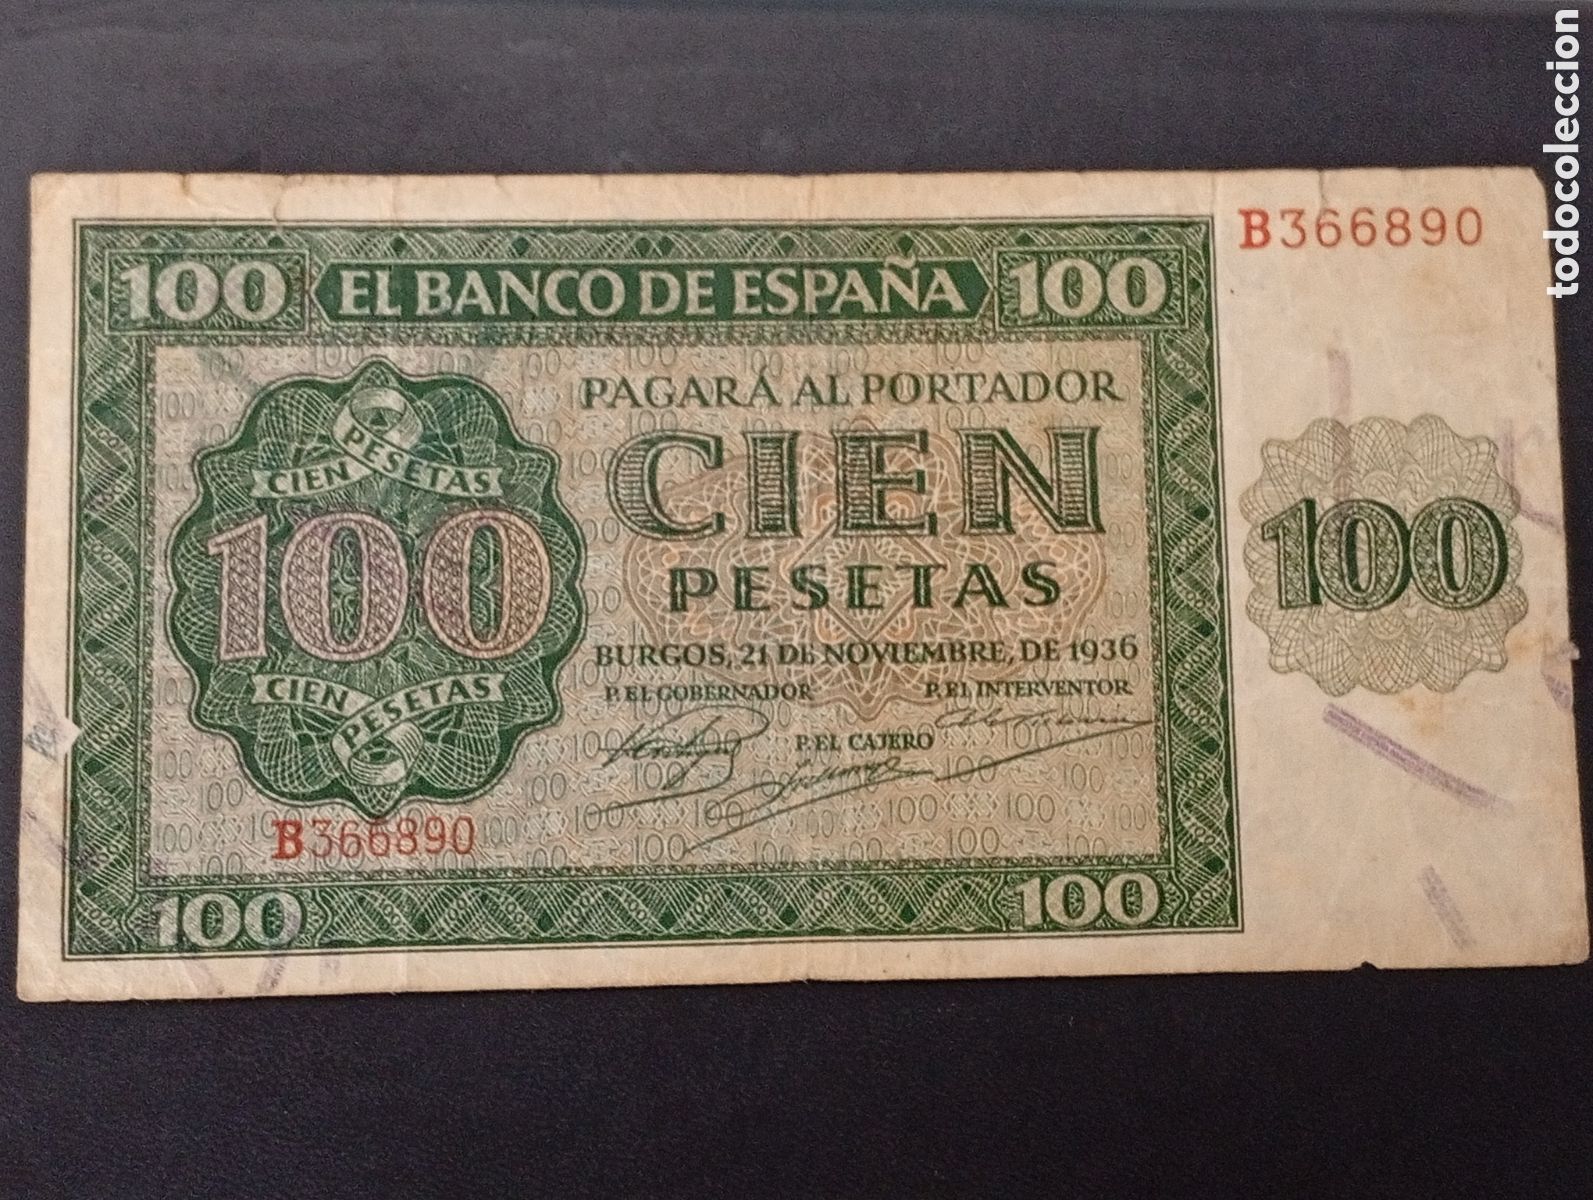 B366890
100 EL BANCO DE ESPAÑA 100
PAGARÁ AL PORTADOR
CIEN
PESETAS
CIEN PESETAS
100
CIEN PESETAS
100
BURGOS, 21 DE NOVIEMBRE, DE 1936
P. EL GOBERNADOR P. EL INTERVENTOR
P. EL CAJERO
B366890
100 100
todocoleccion